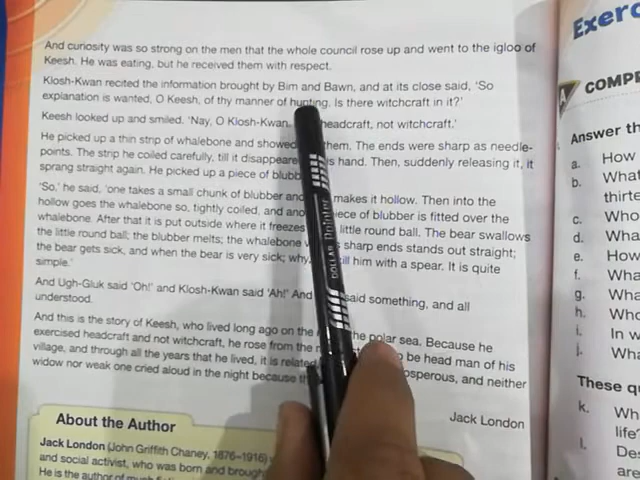 And curiosity was so strong on the men that the whole council rose up and went to the igloo of
Keesh. He was eating, but he received them with respect.
Klosh-Kwan recited the information brought by Bim and Bawn, and at its close said, 'So
explanation is wanted, O Keesh, of thy manner of hunting. Is there witchcraft in it?'
Keesh looked up and smiled. 'Nay, O Klosh-Kwan. headcraft, not witchcraft.'
He picked up a thin strip of whalebone and showed them. The ends were sharp as needle-
points. The strip he coiled carefully, till it disappeare is hand. Then, suddenly releasing it, it
sprang straight again. He picked up a piece of blubb
'So,' he said, 'one takes a small chunk of blubber and makes it hollow. Then into the
hollow goes the whalebone so, tightly coiled, and ano iece of blubber is fitted over the
whalebone. After that it is put outside where it freezes little round ball. The bear swallows
the little round ball; the blubber melts; the whalebone sharp ends stands out straight;
the bear gets sick, and when the bear is very sick; why, ill him with a spear. It is quite
simple.'
And Ugh-Gluk said 'Oh!' and Klosh-Kwan said 'Ah!' And said something, and all
understood.
And this is the story of Keesh, who lived long ago on the the polar sea. Because he
exercised headcraft and not witchcraft, he rose from the o be head man of his
village, and through all the years that he lived, it is related osperous, and neither
widow nor weak one cried aloud in the night because th
Jack London
About the Author
Jack London (John Griffith Chaney, 1876–1916)
and social activist, who was born and brough
He is the author of
DOLLAR Pointer
Exerc
A COMPE
Answer th
a. How
b. What
thirte
c. Who
d. Wha
e. How
f. Wha
g. Wha
h. Who
i. In w
j. Wha
These q
k. Wh
life?
l. Des
are